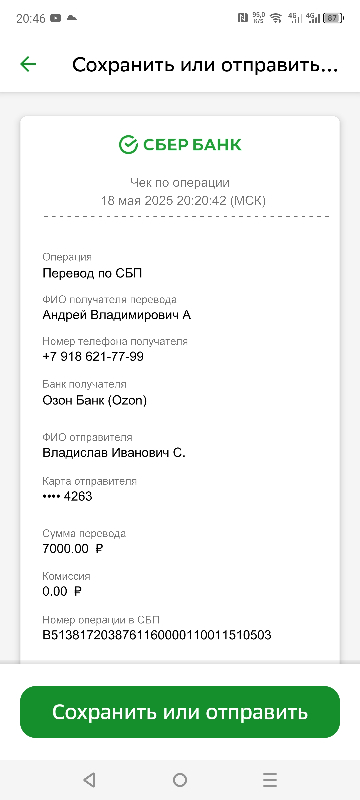 20:46
95,0 К/S 4G 4G 87
Сохранить или отправить...
СБЕР БАНК
Чек по операции
18 мая 2025 20:20:42 (МСК)
Операция
Перевод по СБП
ФИО получателя перевода
Андрей Владимирович А
Номер телефона получателя
+7 918 621-77-99
Банк получателя
Озон Банк (Ozon)
ФИО отправителя
Владислав Иванович С.
Карта отправителя
•••• 4263
Сумма перевода
7000.00 ₽
Комиссия
0.00 ₽
Номер операции в СБП
B5138172038761160000110011510503
Сохранить или отправить